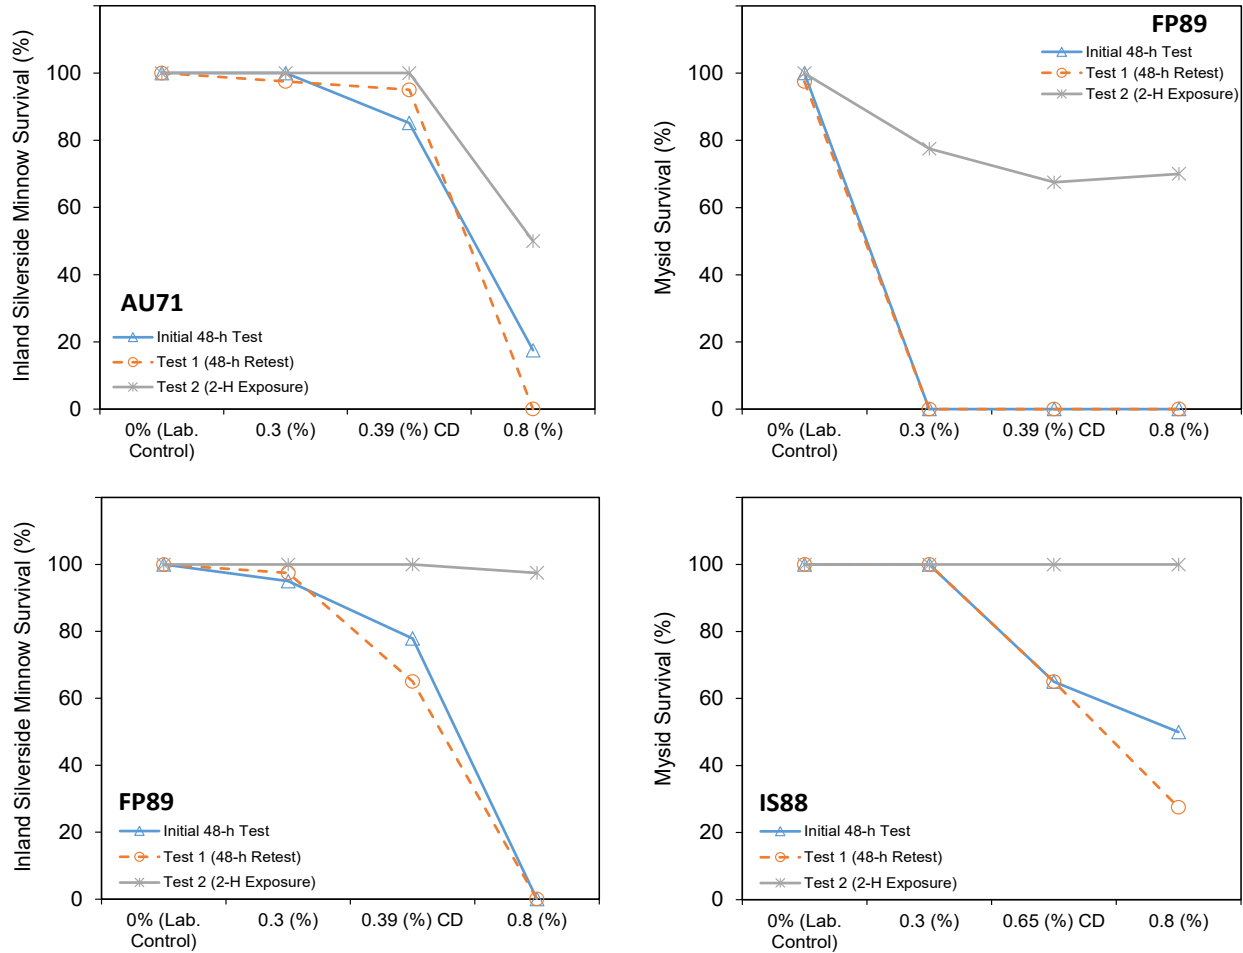 Inland Silverside Minnow Survival (%)
100
80
60
40
20
0
AU71
Initial 48-h Test
Test 1 (48-h Retest)
Test 2 (2-H Exposure)
0% (Lab.
Control)
0.3 (%)
0.39 (%) CD
0.8 (%)
FP89
Initial 48-h Test
Test 1 (48-h Retest)
Test 2 (2-H Exposure)
Mysid Survival (%)
100
80
60
40
20
0
0% (Lab.
Control)
0.3 (%)
0.39 (%) CD
0.8 (%)
Inland Silverside Minnow Survival (%)
100
80
60
40
20
0
FP89
Initial 48-h Test
Test 1 (48-h Retest)
Test 2 (2-H Exposure)
0% (Lab.
Control)
0.3 (%)
0.39 (%) CD
0.8 (%)
Mysid Survival (%)
100
80
60
40
20
0
IS88
Initial 48-h Test
Test 1 (48-h Retest)
Test 2 (2-H Exposure)
0% (Lab.
Control)
0.3 (%)
0.65 (%) CD
0.8 (%)